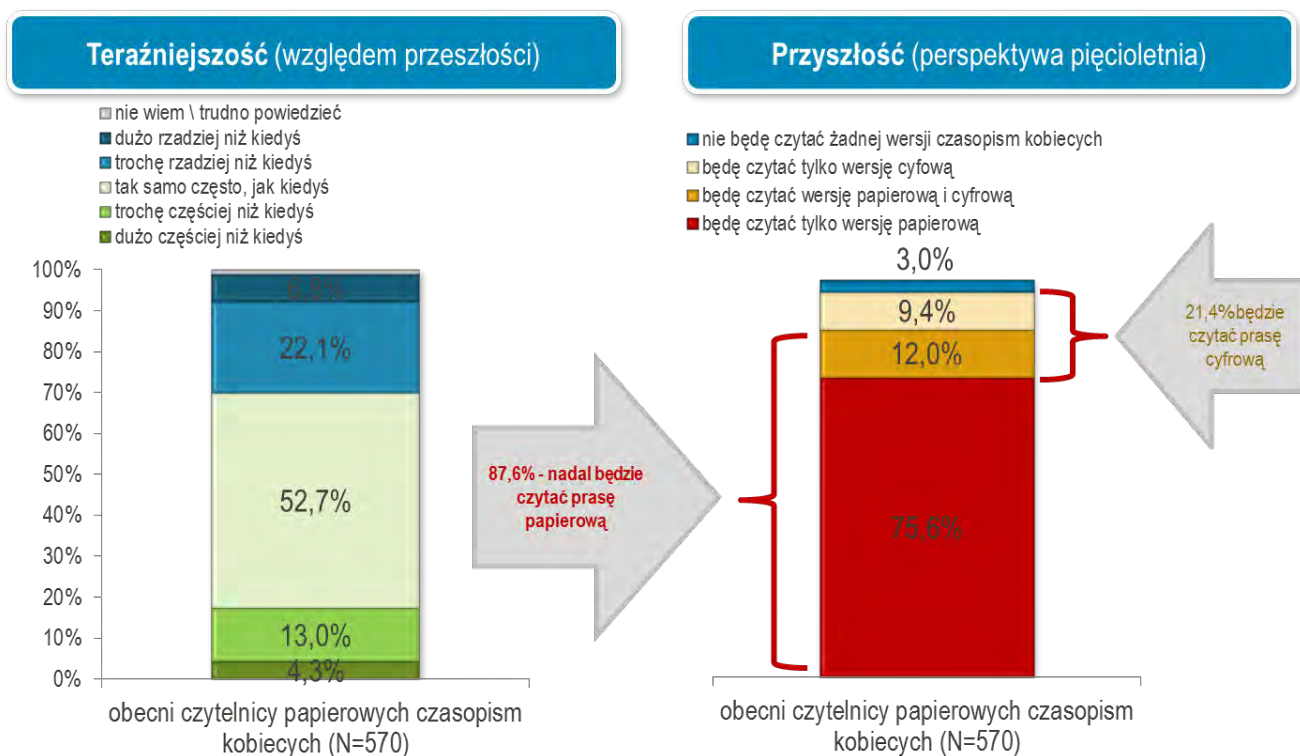 Teraźniejszość (względem przeszłości)
nie wiem \ trudno powiedzieć
dużo rzadziej niż kiedyś
trochę rzadziej niż kiedyś
tak samo często, jak kiedyś
trochę częściej niż kiedyś
dużo częściej niż kiedyś
100%
90%
80%
70%
60%
50%
40%
30%
20%
10%
0%
22,1%
52,7%
13,0%
4,3%
obecni czytelnicy papierowych czasopism
kobiecych (N=570)
87,6% - nadal będzie
czytać prasę
papierową
Przyszłość (perspektywa pięcioletnia)
nie będę czytać żadnej wersji czasopism kobiecych
będę czytać tylko wersję cyfową
będę czytać wersję papierową i cyfrową
będę czytać tylko wersję papierową
3,0%
9,4%
12,0%
75,6%
obecni czytelnicy papierowych czasopism
kobiecych (N=570)
21,4% będzie
czytać prasę
cyfrową